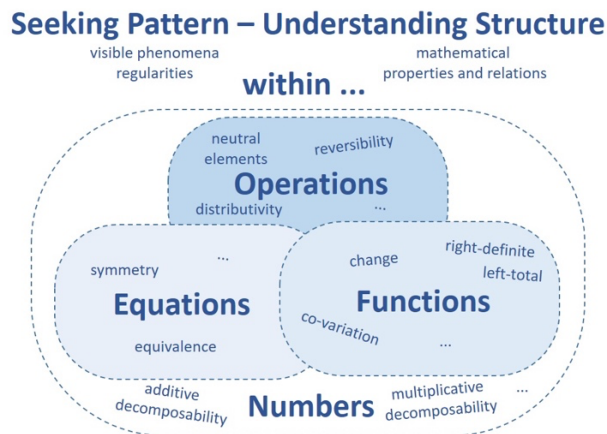 Seeking Pattern – Understanding Structure
visible phenomena
regularities
mathematical
properties and relations
within ...
neutral
elements
reversibility
Operations
distributivity
...
symmetry
...
Equations
equivalence
change
right-definite
left-total
Functions
co-variation
...
additive
decomposability
Numbers
multiplicative
decomposability
...